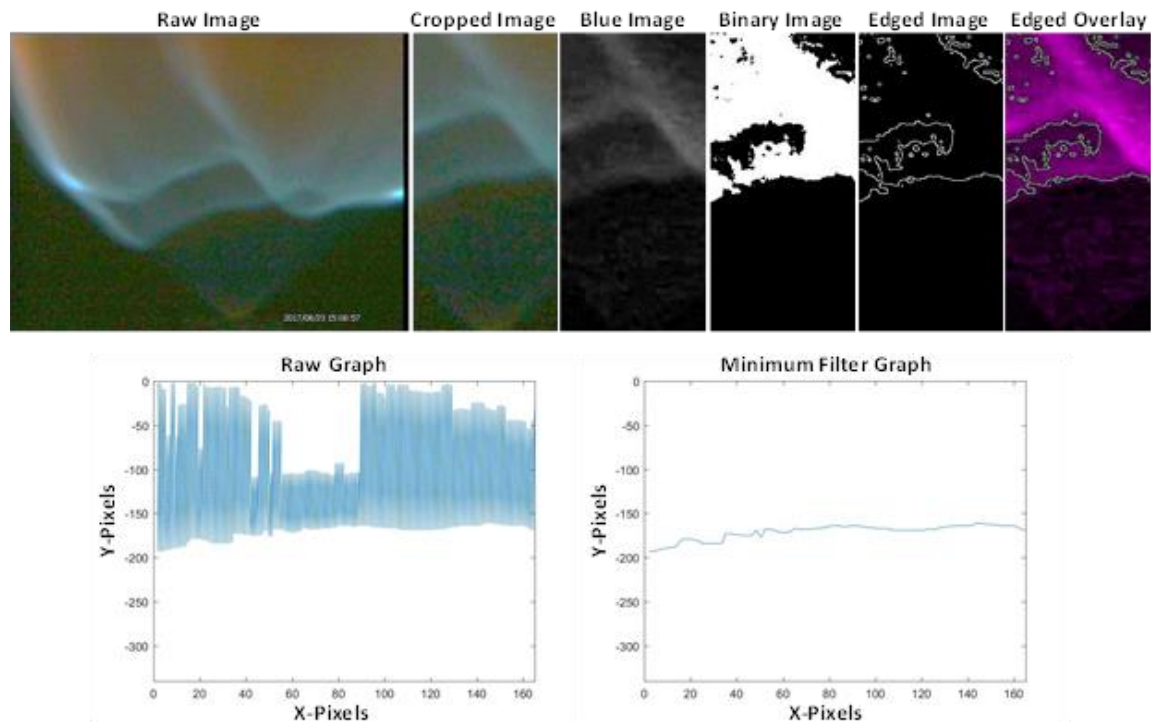 Raw Image
Cropped Image
Blue Image
Binary Image
Edged Image
Edged Overlay
Raw Graph
Minimum Filter Graph
0
-50
-100
-150
-200
-250
-300
Y-Pixels
0 20 40 60 80 100 120 140 160
X-Pixels
0
-50
-100
-150
-200
-250
-300
Y-Pixels
0 20 40 60 80 100 120 140 160
X-Pixels